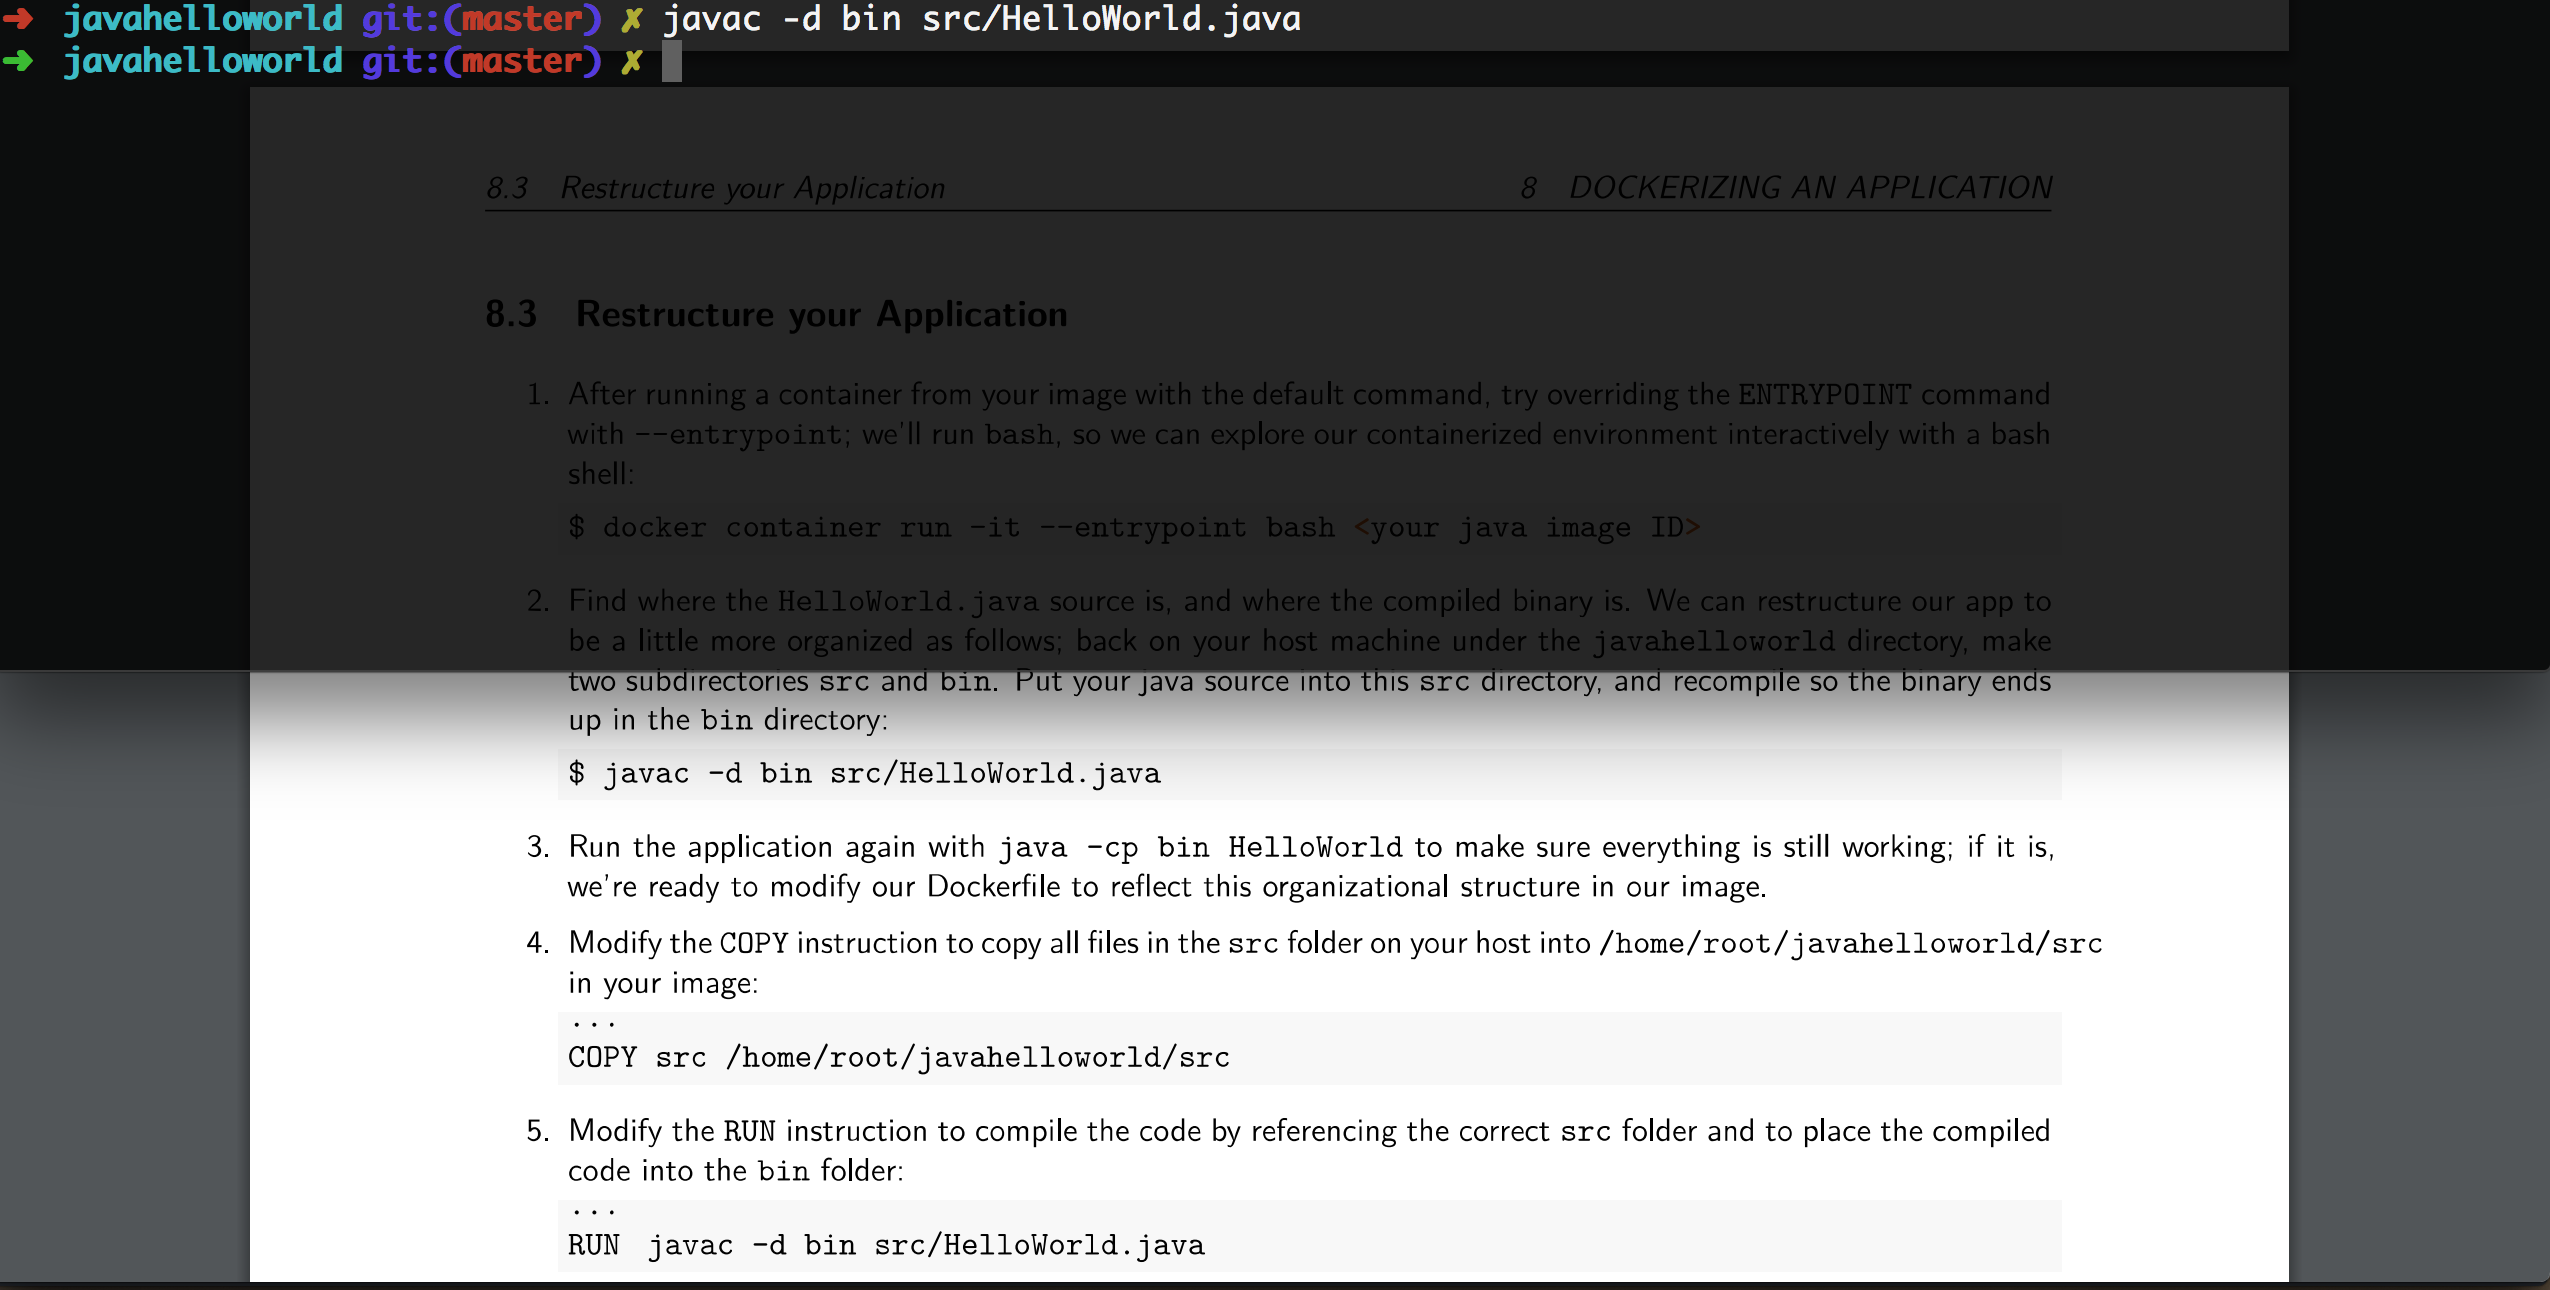 ➜ javahelloworld git:(master) ✗ javac -d bin src/HelloWorld.java
➜ javahelloworld git:(master) ✗
8.3 Restructure your Application 8 DOCKERIZING AN APPLICATION
8.3 Restructure your Application
1. After running a container from your image with the default command, try overriding the ENTRYPOINT command
with --entrypoint; we'll run bash, so we can explore our containerized environment interactively with a bash
shell:
$ docker container run -it --entrypoint bash <your java image ID>
2. Find where the HelloWorld.java source is, and where the compiled binary is. We can restructure our app to
be a little more organized as follows; back on your host machine under the javahelloworld directory, make
two subdirectories src and bin. Put your java source into this src directory, and recompile so the binary ends
up in the bin directory:
$ javac -d bin src/HelloWorld.java
3. Run the application again with java -cp bin HelloWorld to make sure everything is still working; if it is,
we're ready to modify our Dockerfile to reflect this organizational structure in our image.
4. Modify the COPY instruction to copy all files in the src folder on your host into /home/root/javahelloworld/src
in your image:
...
COPY src /home/root/javahelloworld/src
5. Modify the RUN instruction to compile the code by referencing the correct src folder and to place the compiled
code into the bin folder:
...
RUN javac -d bin src/HelloWorld.java